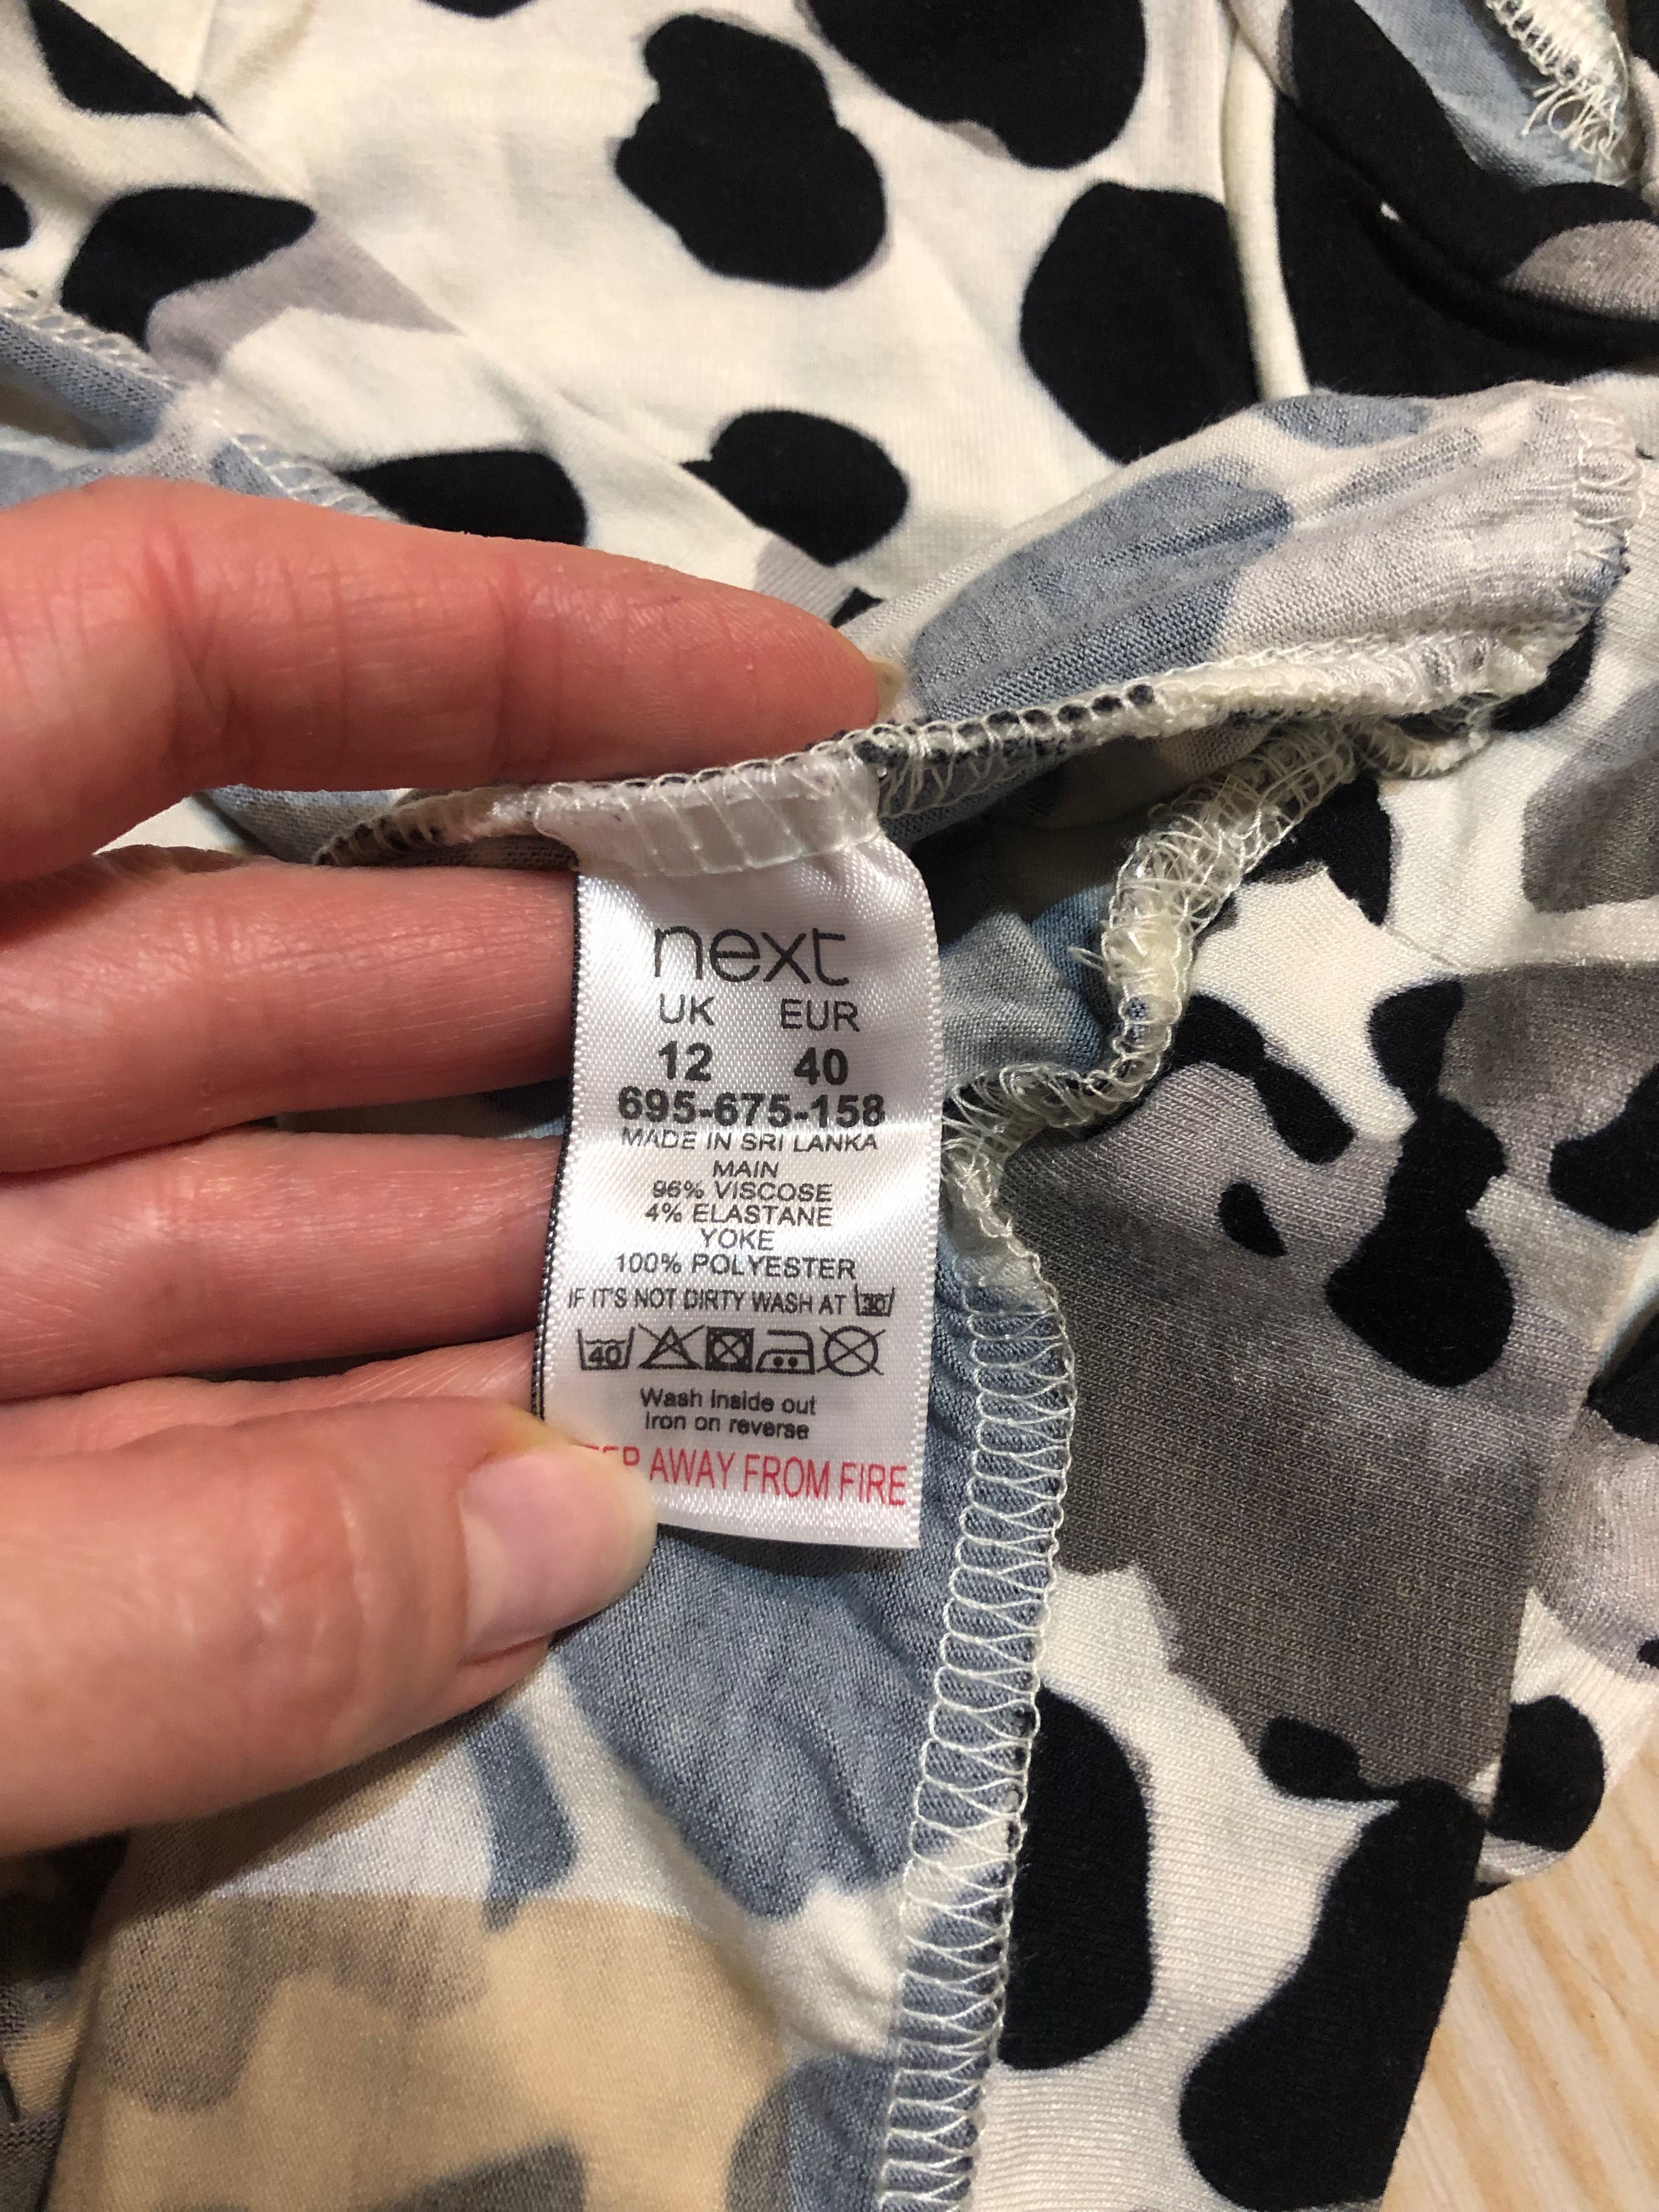 next
UK EUR
12 40
695-675-158
MADE IN SRI LANKA
MAIN
96% VISCOSE
4% ELASTANE
YOKE
100% POLYESTER
IF IT'S NOT DIRTY WASH AT 30
40
Wash inside out
Iron on reverse
AWAY FROM FIRE